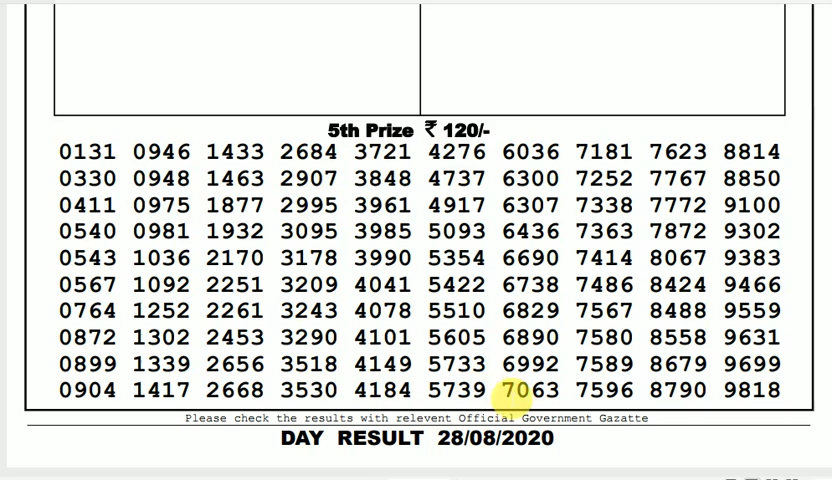 5th Prize ₹ 120/-
0131 0946 1433 2684 3721 4276 6036 7181 7623 8814
0330 0948 1463 2907 3848 4737 6300 7252 7767 8850
0411 0975 1877 2995 3961 4917 6307 7338 7772 9100
0540 0981 1932 3095 3985 5093 6436 7363 7872 9302
0543 1036 2170 3178 3990 5354 6690 7414 8067 9383
0567 1092 2251 3209 4041 5422 6738 7486 8424 9466
0764 1252 2261 3243 4078 5510 6829 7567 8488 9559
0872 1302 2453 3290 4101 5605 6890 7580 8558 9631
0899 1339 2656 3518 4149 5733 6992 7589 8679 9699
0904 1417 2668 3530 4184 5739 7063 7596 8790 9818
Please check the results with relevent Official Government Gazatte
DAY RESULT 28/08/2020